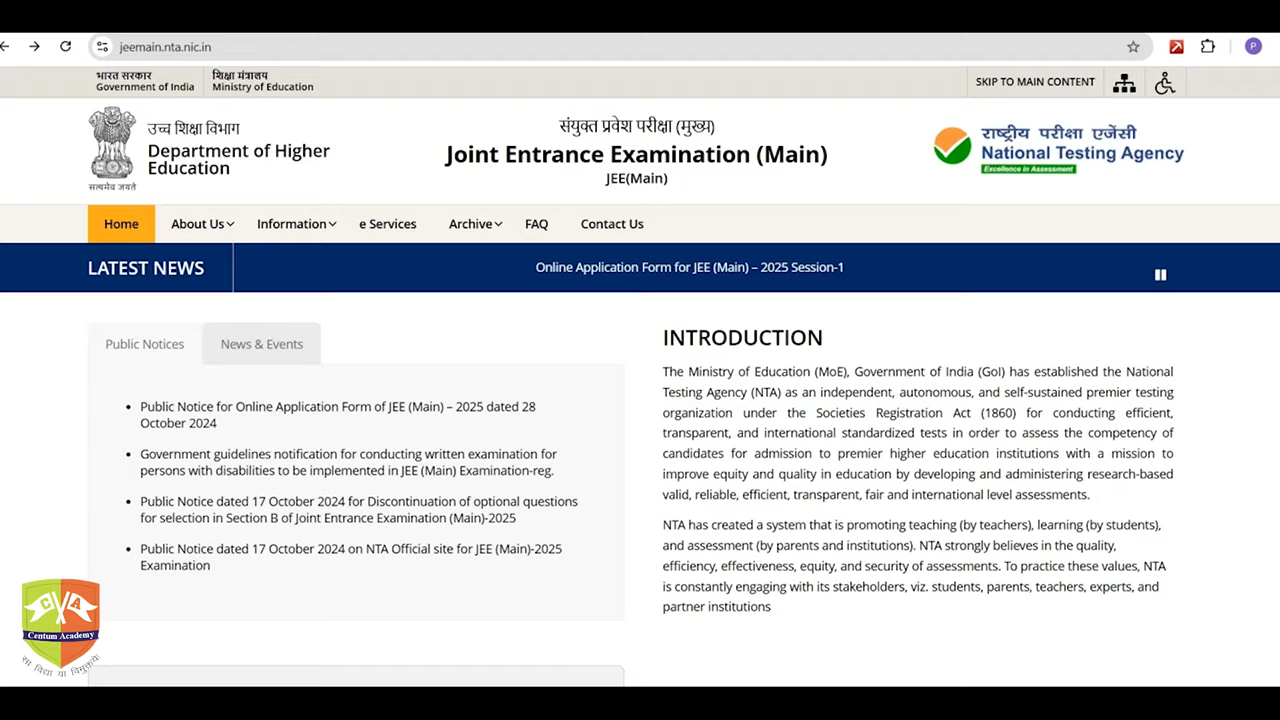 jeemain.nta.nic.in
P
भारत सरकार
Government of India
शिक्षा मंत्रालय
Ministry of Education
SKIP TO MAIN CONTENT
उच्च शिक्षा विभाग
Department of Higher
Education
सत्यमेव जयते
संयुक्त प्रवेश परीक्षा (मुख्य)
Joint Entrance Examination (Main)
JEE(Main)
राष्ट्रीय परीक्षा एजेंसी
National Testing Agency
Excellence in Assessment
Home
About Us
Information
e Services
Archive
FAQ
Contact Us
LATEST NEWS
Online Application Form for JEE (Main) – 2025 Session-1
Public Notices
News & Events
Public Notice for Online Application Form of JEE (Main) – 2025 dated 28
October 2024
Government guidelines notification for conducting written examination for
persons with disabilities to be implemented in JEE (Main) Examination-reg.
Public Notice dated 17 October 2024 for Discontinuation of optional questions
for selection in Section B of Joint Entrance Examination (Main)-2025
Public Notice dated 17 October 2024 on NTA Official site for JEE (Main)-2025
Examination
INTRODUCTION
The Ministry of Education (MoE), Government of India (GoI) has established the National
Testing Agency (NTA) as an independent, autonomous, and self-sustained premier testing
organization under the Societies Registration Act (1860) for conducting efficient,
transparent, and international standardized tests in order to assess the competency of
candidates for admission to premier higher education institutions with a mission to
improve equity and quality in education by developing and administering research-based
valid, reliable, efficient, transparent, fair and international level assessments.
NTA has created a system that is promoting teaching (by teachers), learning (by students),
and assessment (by parents and institutions). NTA strongly believes in the quality,
efficiency, effectiveness, equity, and security of assessments. To practice these values, NTA
is constantly engaging with its stakeholders, viz. students, parents, teachers, experts, and
partner institutions
C A
Centum Academy
सा विद्या या विमुक्तये